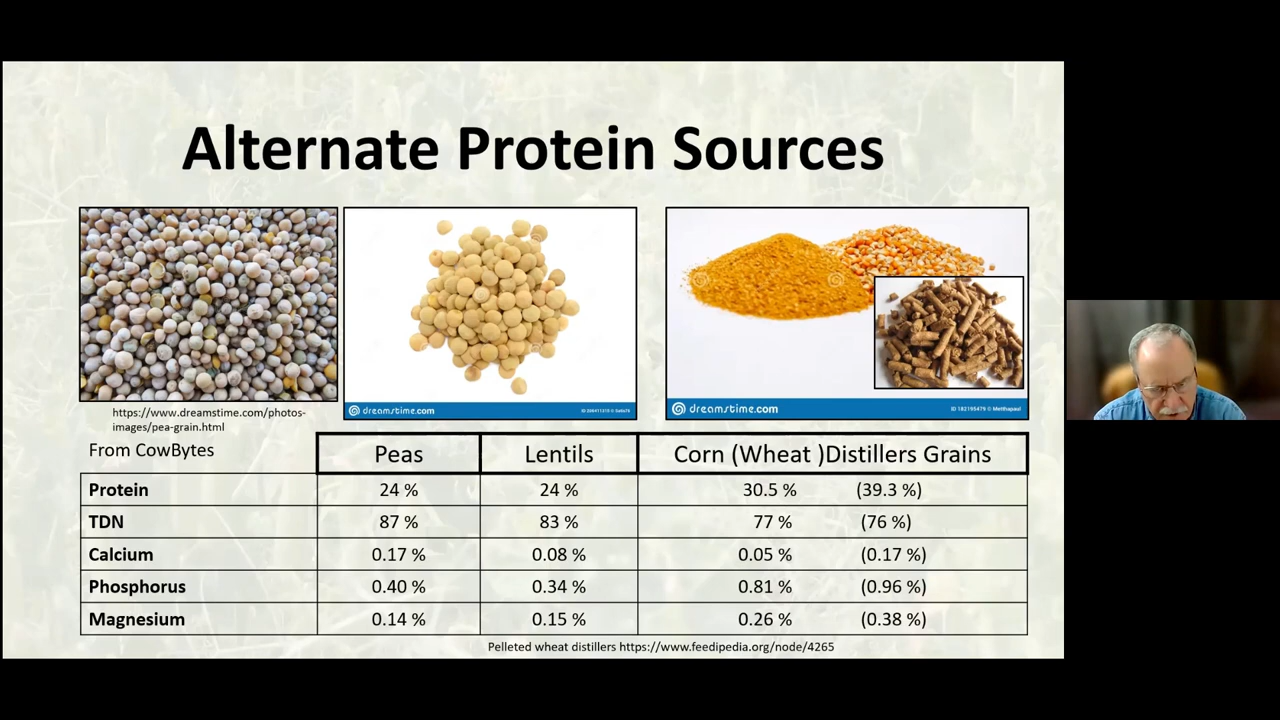 Alternate Protein Sources
dreamstime.com
dreamstime.com
ID 182195479 © Metthapaul
https://www.dreamstime.com/photos-
images/pea-grain.html
From CowBytes
Peas Lentils Corn (Wheat )Distillers Grains
Protein 24 % 24 % 30.5 % (39.3 %)
TDN 87 % 83 % 77 % (76 %)
Calcium 0.17 % 0.08 % 0.05 % (0.17 %)
Phosphorus 0.40 % 0.34 % 0.81 % (0.96 %)
Magnesium 0.14 % 0.15 % 0.26 % (0.38 %)
Pelleted wheat distillers https://www.feedipedia.org/node/4265